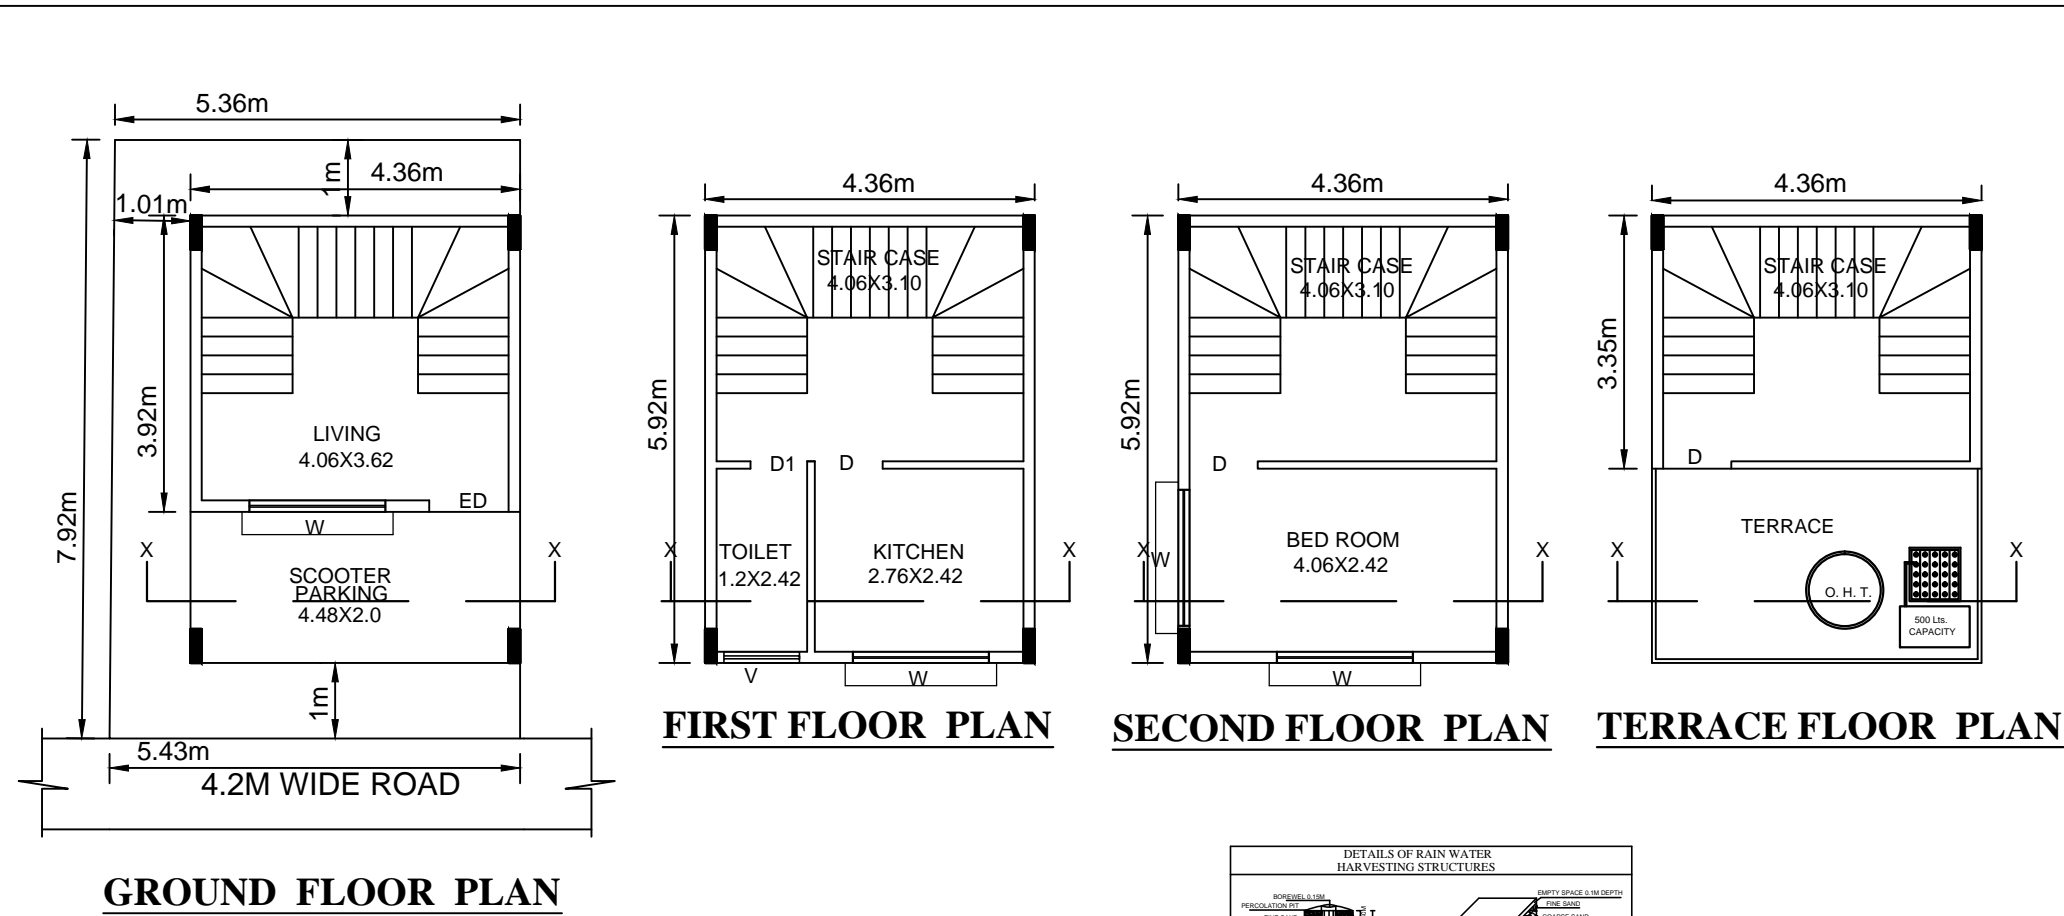 5.36m
1m
4.36m
1.01m
3.92m
7.92m
LIVING
4.06X3.62
ED
W
X
X
SCOOTER
PARKING
4.48X2.0
1m
5.43m
4.2M WIDE ROAD
GROUND FLOOR PLAN
4.36m
STAIR CASE
4.06X3.10
5.92m
D1
D
X
X
TOILET
1.2X2.42
KITCHEN
2.76X2.42
V
W
FIRST FLOOR PLAN
4.36m
STAIR CASE
4.06X3.10
5.92m
D
X
X
W
BED ROOM
4.06X2.42
W
SECOND FLOOR PLAN
4.36m
STAIR CASE
4.06X3.10
3.35m
D
TERRACE
X
X
O. H. T.
500 Lts.
CAPACITY
TERRACE FLOOR PLAN
DETAILS OF RAIN WATER
HARVESTING STRUCTURES
BOREWEL 0.15M
PERCOLATION PIT
EMPTY SPACE 0.1M DEPTH
FINE SAND